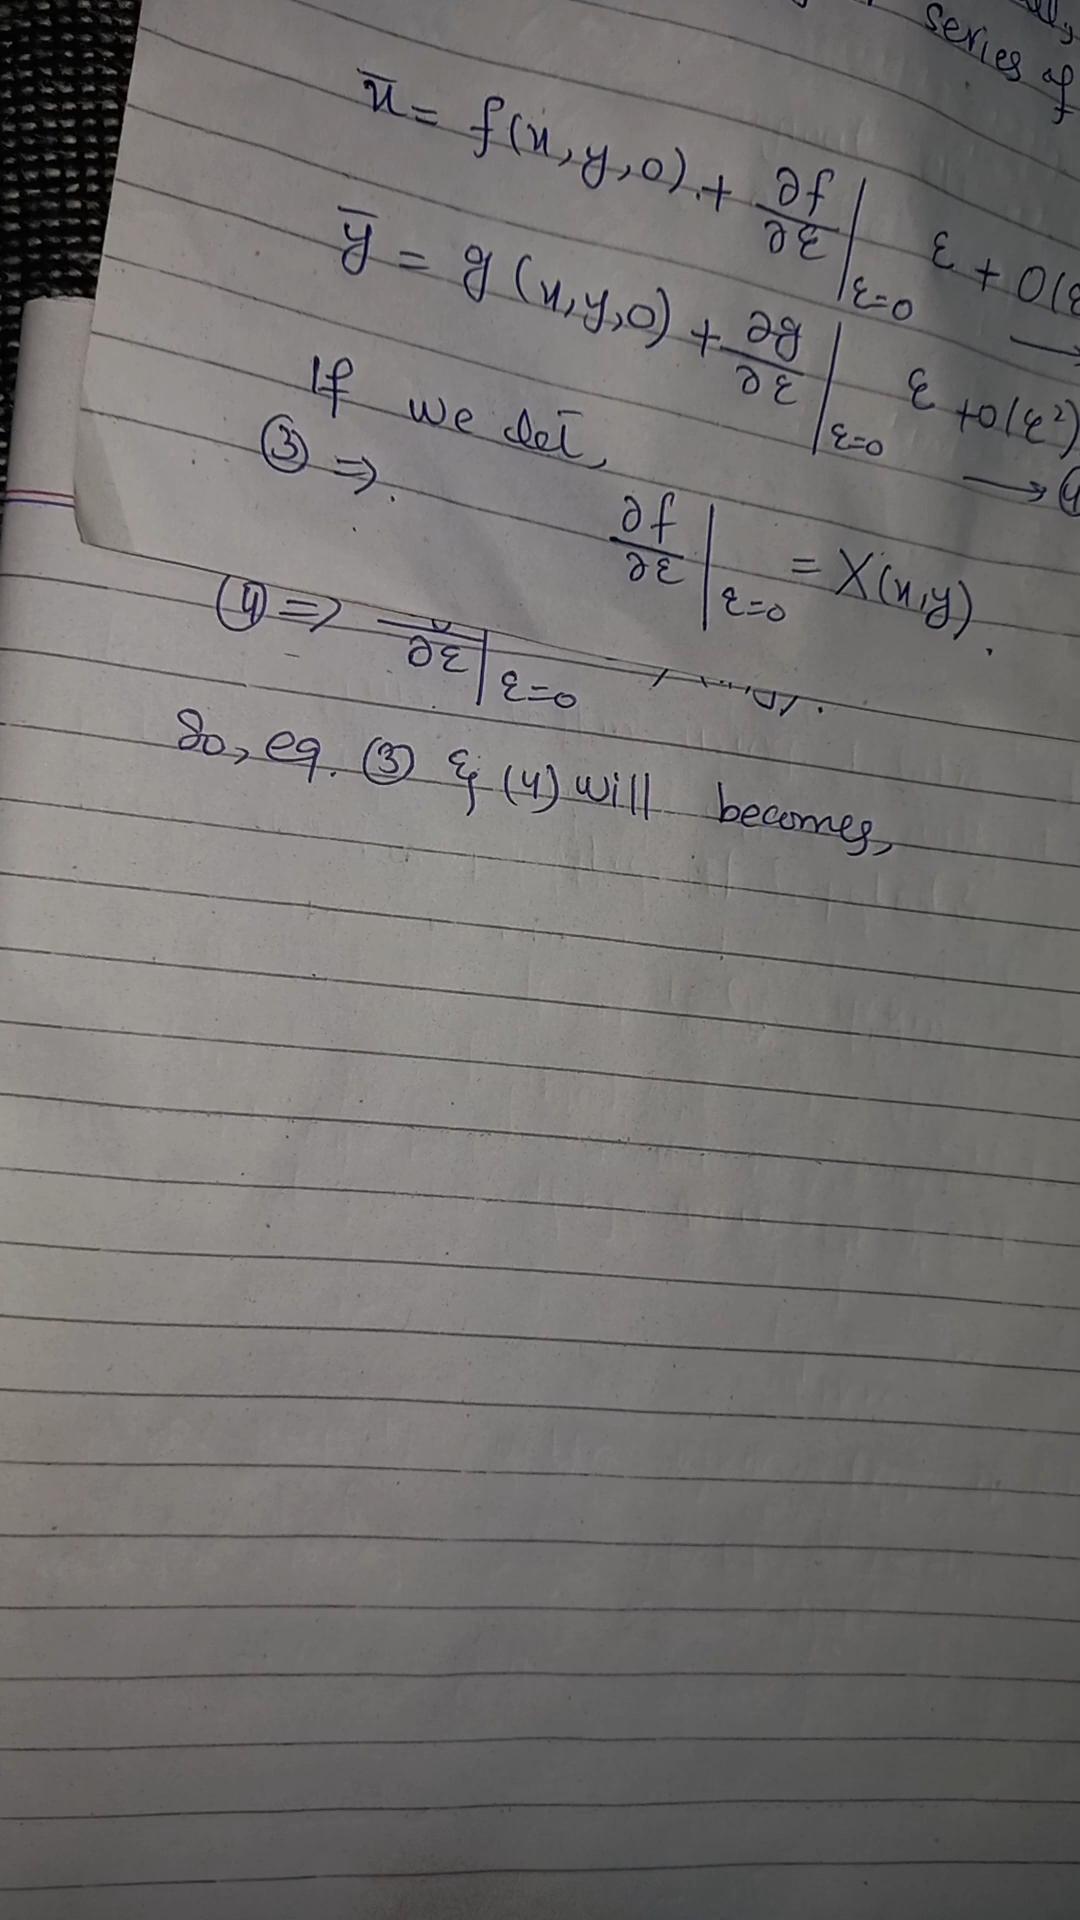 series of
x̄ = f(x,y,0) + ∂f/∂ε |ε=0 ε + O(ε
→
ȳ = g(x,y,0) + ∂g/∂ε |ε=0 ε + O(ε²)
→ (4
If we let,
③ ⇒ ∂f/∂ε |ε=0 = X(x,y).
(4) ⇒ ∂ε |ε=0
So, eq. ③ & (4) will becomes,